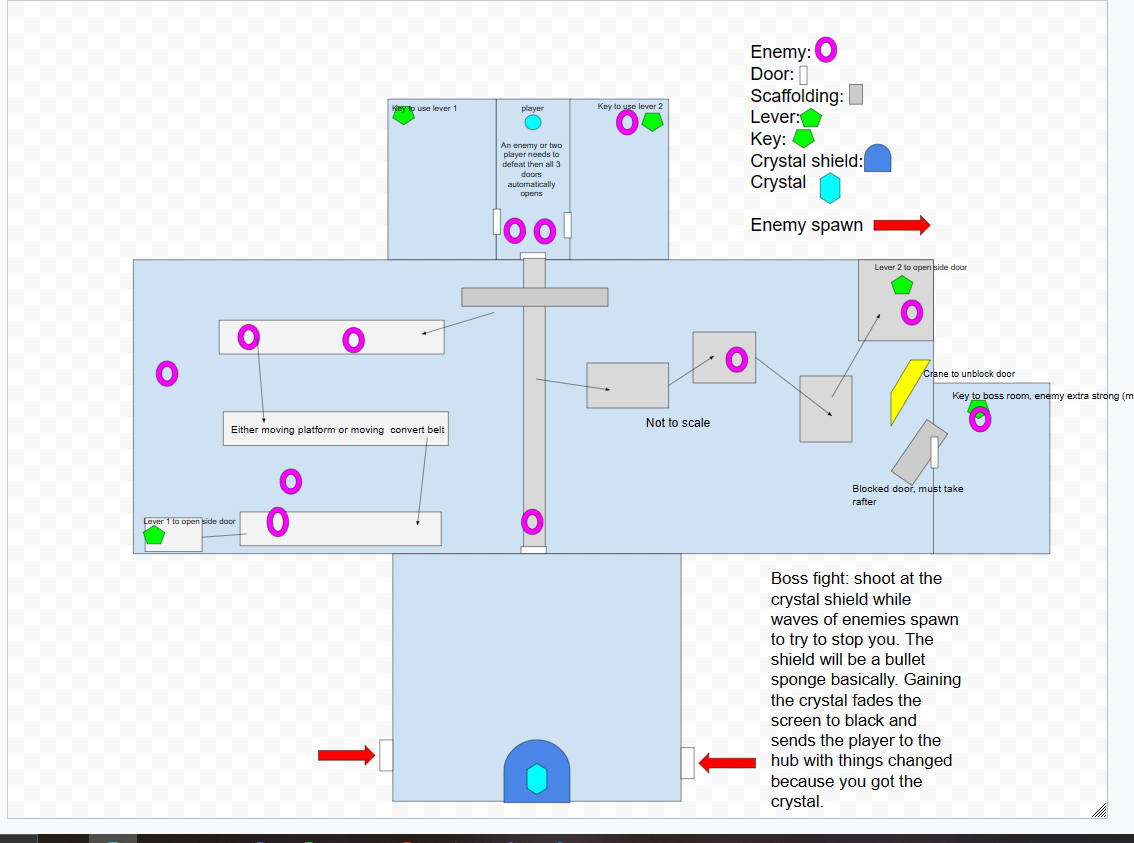 Enemy:
Door:
Scaffolding:
Lever:
Key:
Crystal shield:
Crystal
Enemy spawn
Key to use lever 1
player
Key to use lever 2
An enemy or two
player needs to
defeat then all 3
doors
automatically
opens
Lever 2 to open side door
Crane to unblock door
Key to boss room, enemy extra strong (m
Not to scale
Either moving platform or moving convert belt
Blocked door, must take
rafter
Lever 1 to open side door
Boss fight: shoot at the
crystal shield while
waves of enemies spawn
to try to stop you. The
shield will be a bullet
sponge basically. Gaining
the crystal fades the
screen to black and
sends the player to the
hub with things changed
because you got the
crystal.